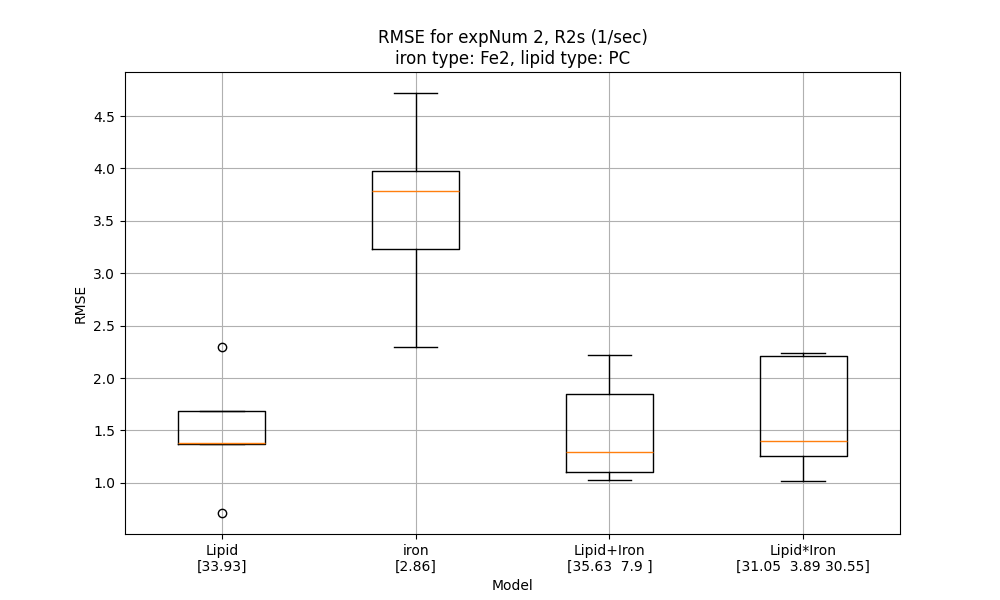 RMSE for expNum 2, R2s (1/sec)
iron type: Fe2, lipid type: PC
4.5
4.0
3.5
3.0
2.5
2.0
1.5
1.0
RMSE
Lipid
[33.93]
iron
[2.86]
Lipid+Iron
[35.63  7.9 ]
Lipid*Iron
[31.05  3.89 30.55]
Model